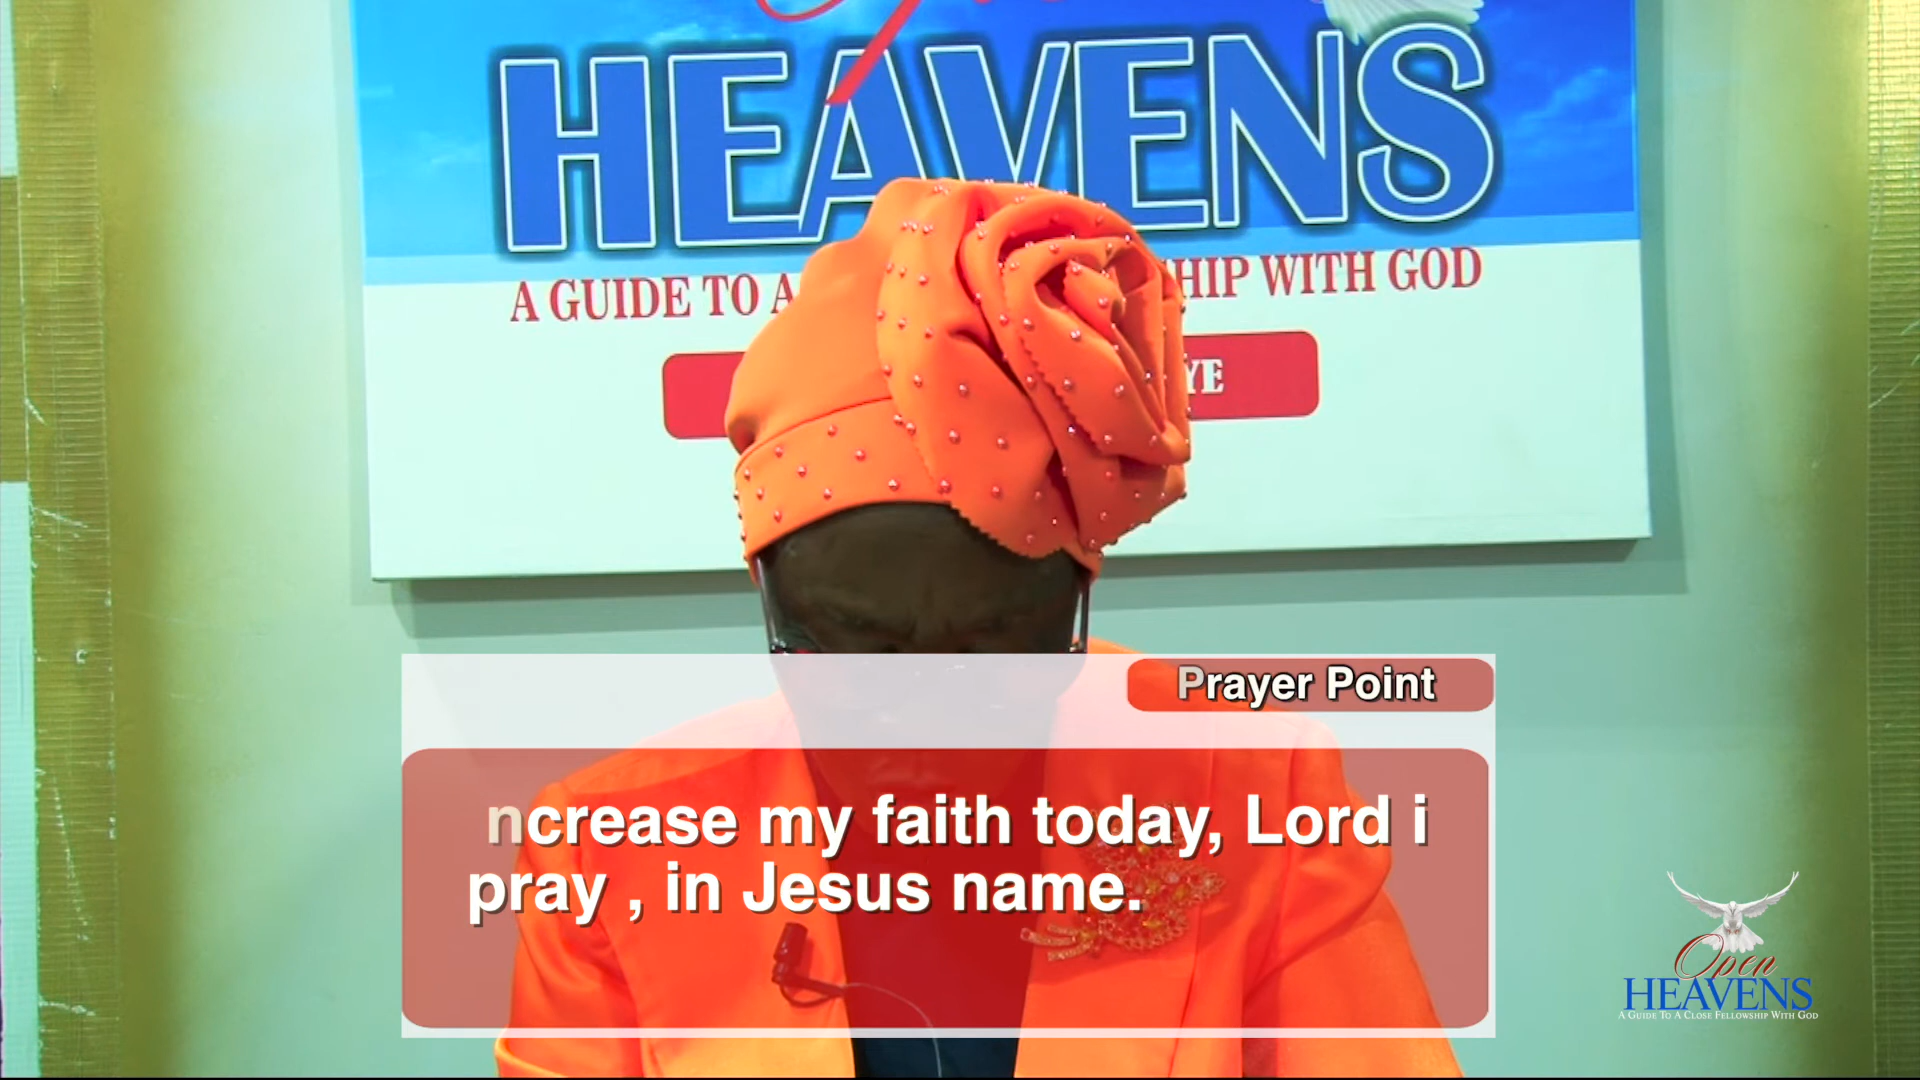 HEAVENS
A GUIDE TO A
HIP WITH GOD
YE
Prayer Point
ncrease my faith today, Lord i
pray , in Jesus name.
Open
HEAVENS
A GUIDE TO A CLOSE FELLOWSHIP WITH GOD